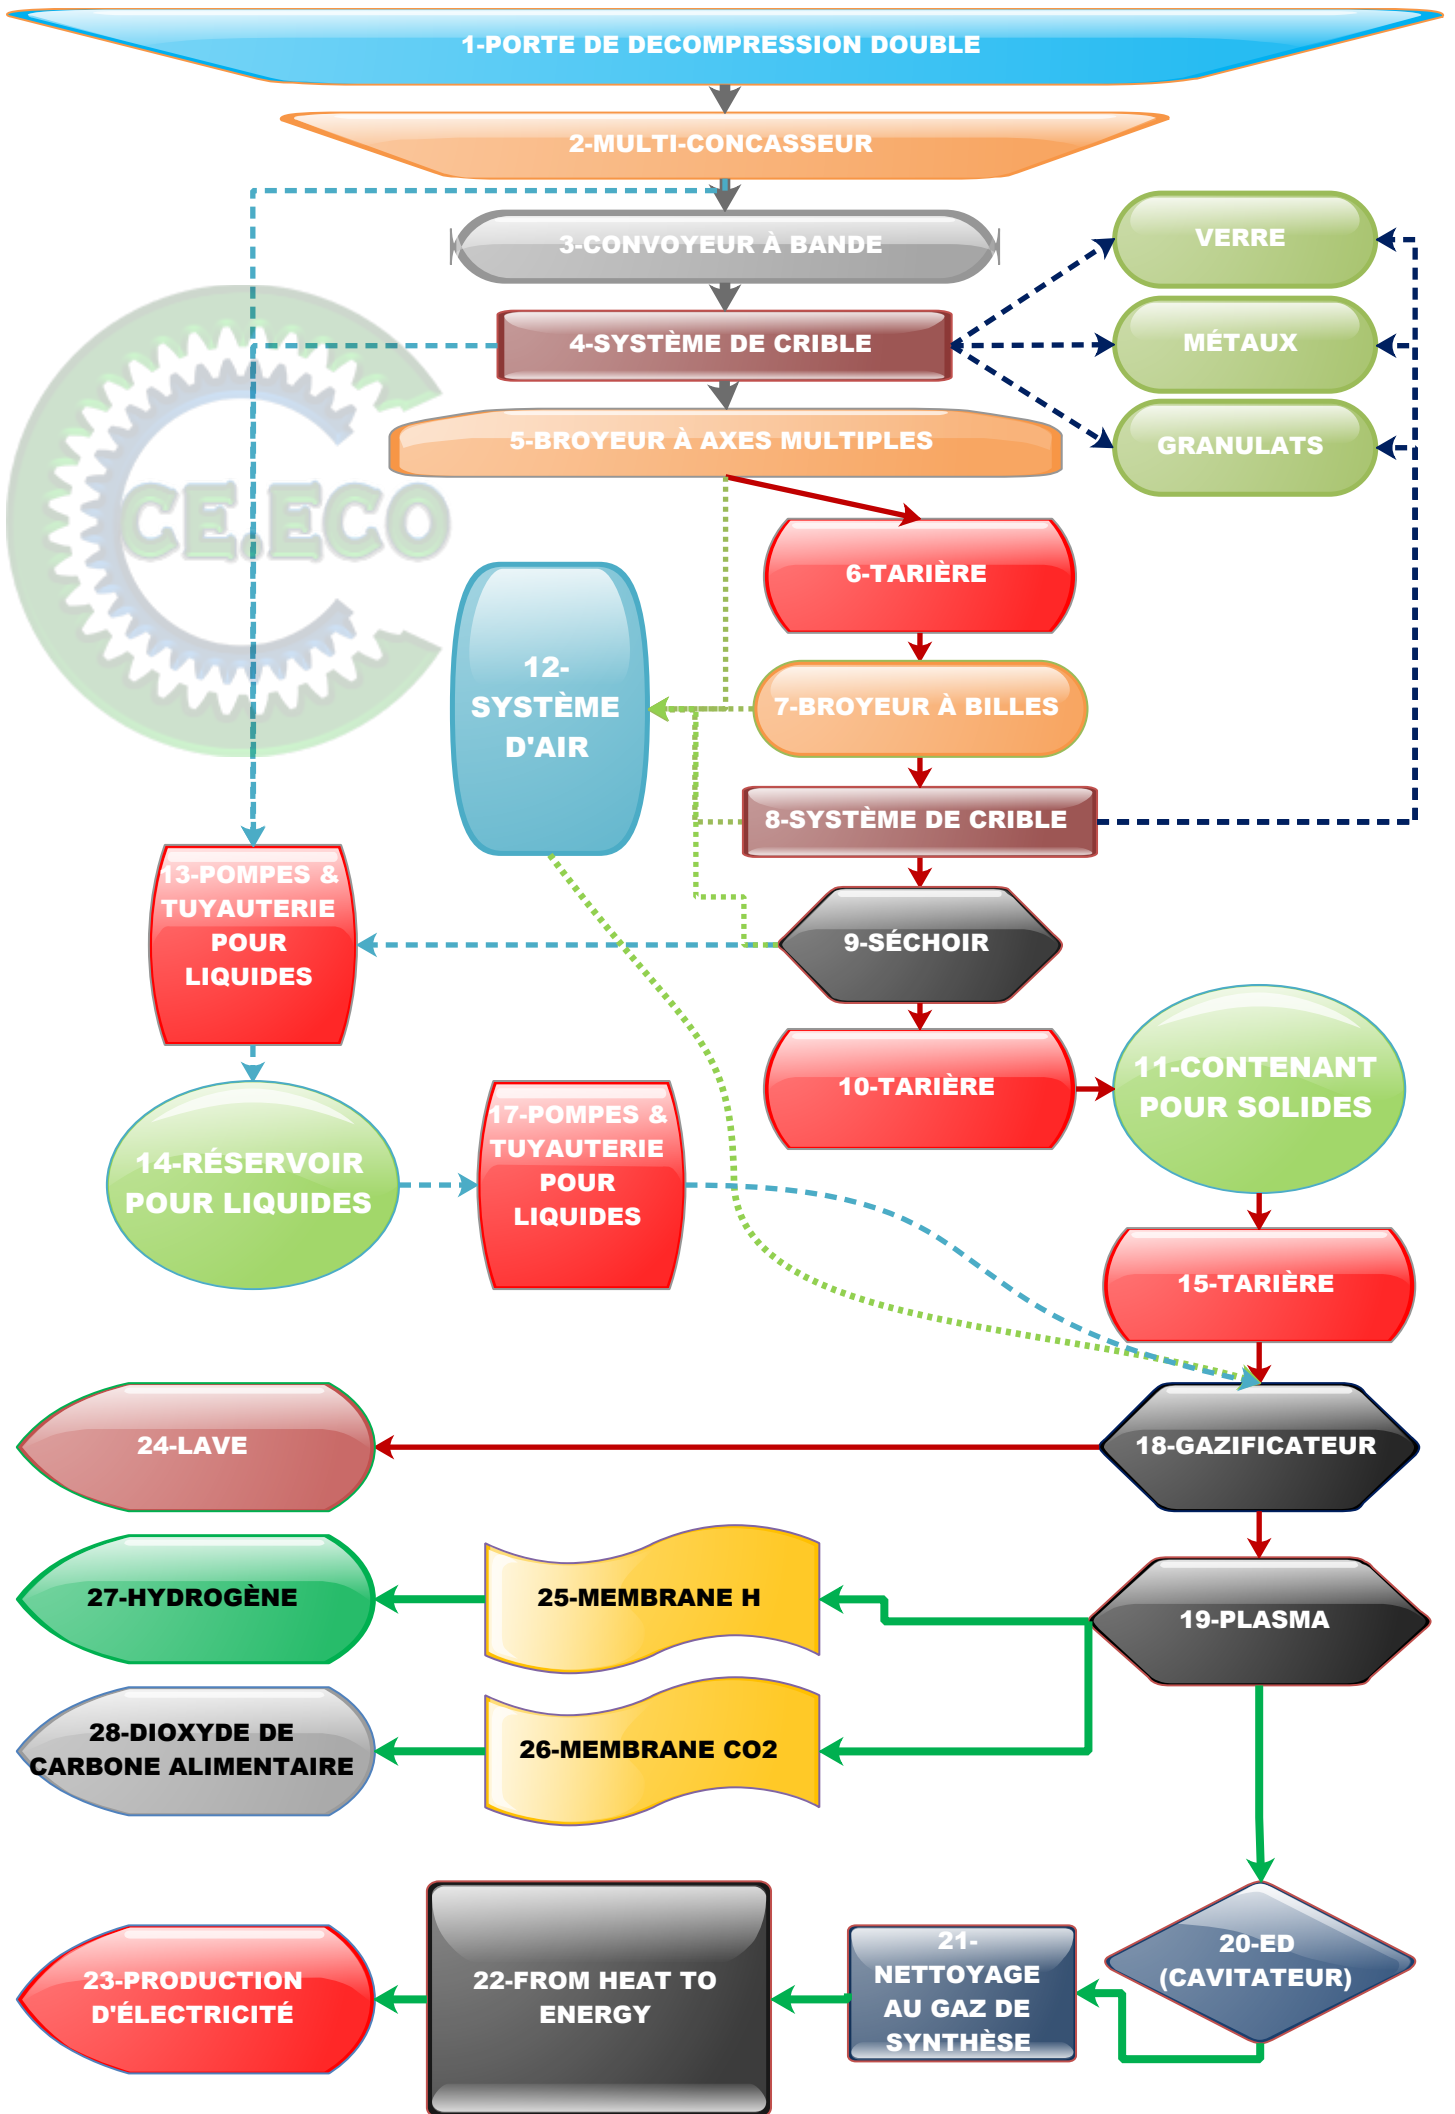 1-PORTE DE DECOMPRESSION DOUBLE
2-MULTI-CONCASSEUR
3-CONVOYEUR À BANDE
VERRE
4-SYSTÈME DE CRIBLE
MÉTAUX
5-BROYEUR À AXES MULTIPLES
GRANULATS
CE.ECO
6-TARIÈRE
12-
SYSTÈME
D'AIR
7-BROYEUR À BILLES
8-SYSTÈME DE CRIBLE
13-POMPES &
TUYAUTERIE
POUR
LIQUIDES
9-SÉCHOIR
10-TARIÈRE
11-CONTENANT
POUR SOLIDES
14-RÉSERVOIR
POUR LIQUIDES
17-POMPES &
TUYAUTERIE
POUR
LIQUIDES
15-TARIÈRE
24-LAVE
18-GAZIFICATEUR
27-HYDROGÈNE
25-MEMBRANE H
19-PLASMA
28-DIOXYDE DE
CARBONE ALIMENTAIRE
26-MEMBRANE CO2
20-ED
(CAVITATEUR)
21-
NETTOYAGE
AU GAZ DE
SYNTHÈSE
22-FROM HEAT TO
ENERGY
23-PRODUCTION
D'ÉLECTRICITÉ